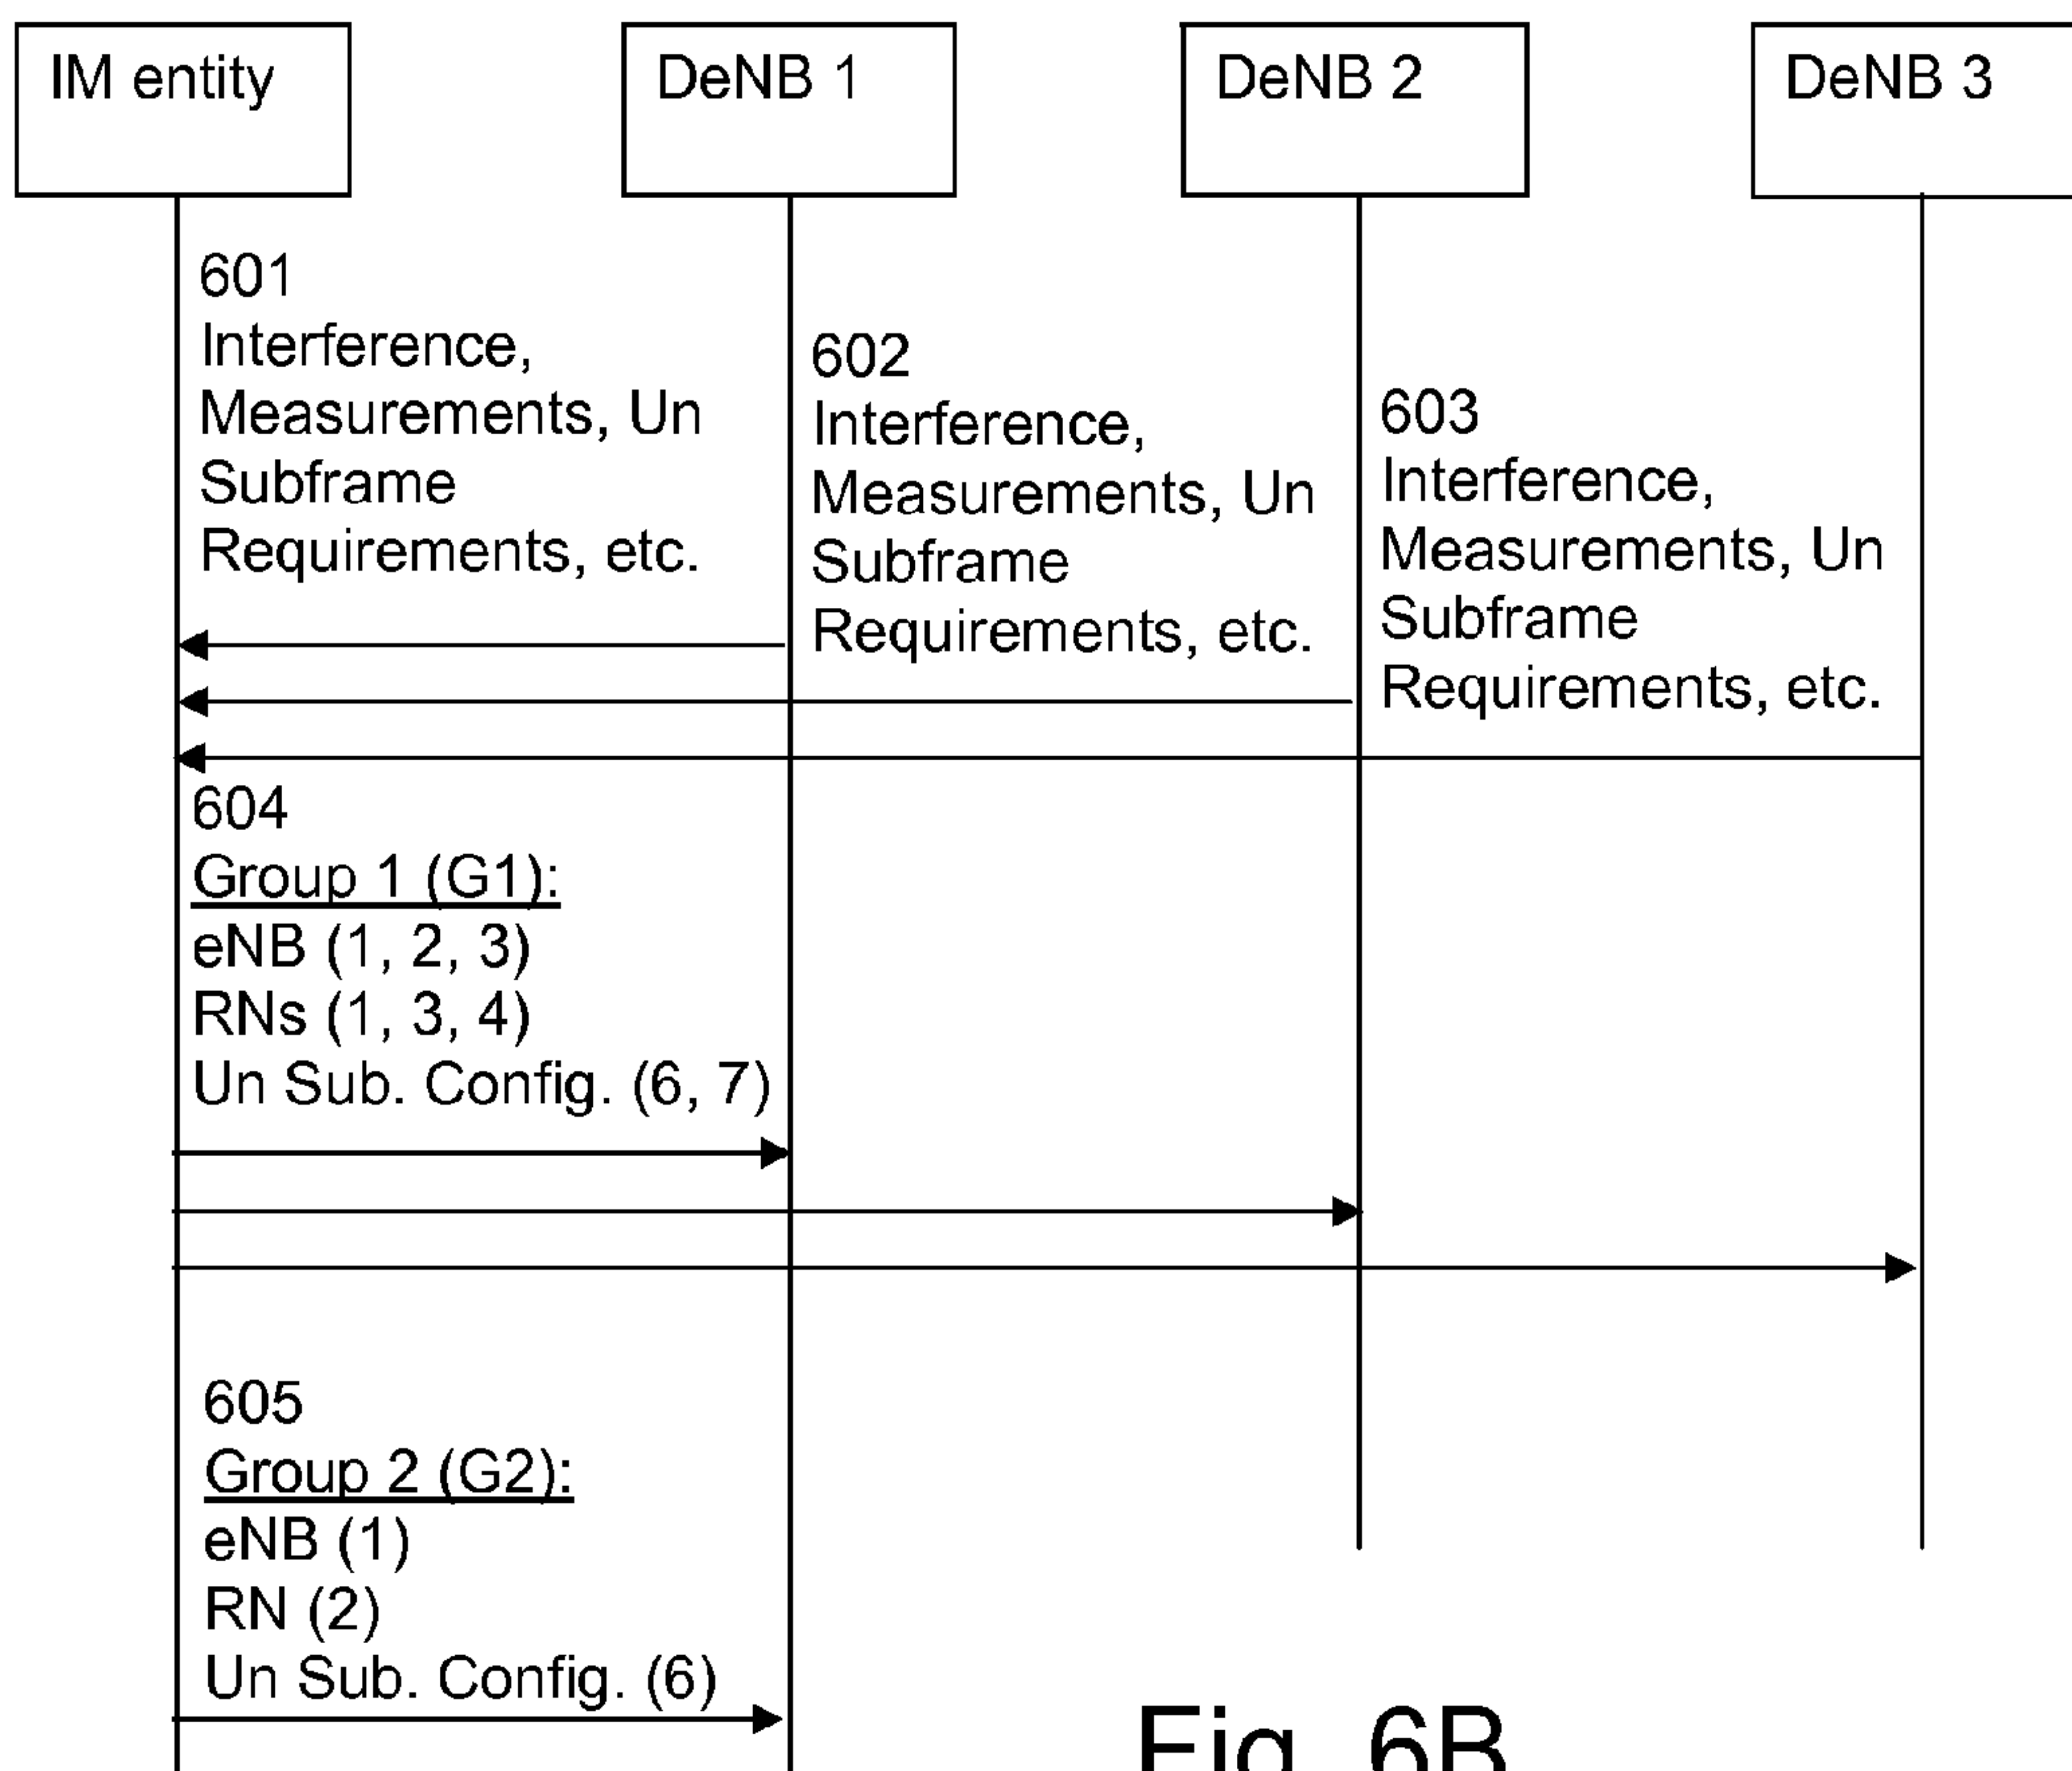 IM entity
DeNB 1
DeNB 2
DeNB 3
601
Interference,
Measurements, Un
Subframe
Requirements, etc.
602
Interference,
Measurements, Un
Subframe
Requirements, etc.
603
Interference,
Measurements, Un
Subframe
Requirements, etc.
604
Group 1 (G1):
eNB (1, 2, 3)
RNs (1, 3, 4)
Un Sub. Config. (6, 7)
605
Group 2 (G2):
eNB (1)
RN (2)
Un Sub. Config. (6)
Fig. 6B